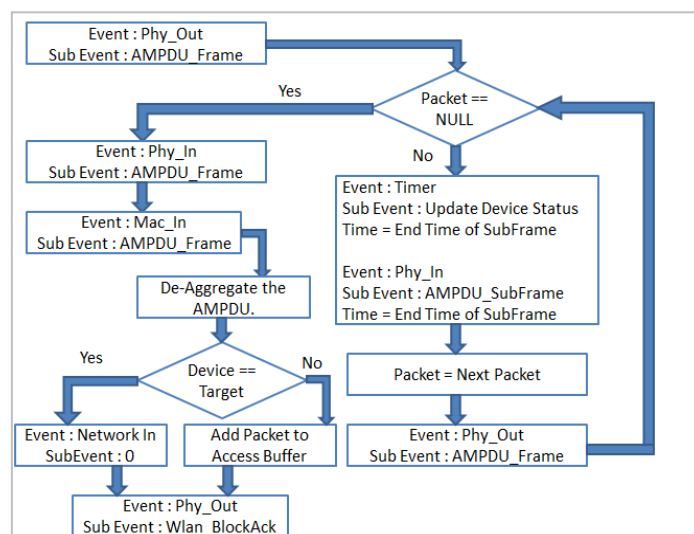 Event : Phy_Out
Sub Event : AMPDU_Frame
Packet ==
NULL
Yes
No
Event : Phy_In
Sub Event : AMPDU_Frame
Event : Mac_In
Sub Event : AMPDU_Frame
De-Aggregate the
AMPDU.
Device ==
Target
Yes
No
Event : Network In
SubEvent : 0
Add Packet to
Access Buffer
Event : Phy_Out
Sub Event : Wlan_BlockAck
Event : Timer
Sub Event : Update Device Status
Time = End Time of SubFrame
Event : Phy_In
Sub Event : AMPDU_SubFrame
Time = End Time of SubFrame
Packet = Next Packet
Event : Phy_Out
Sub Event : AMPDU_Frame